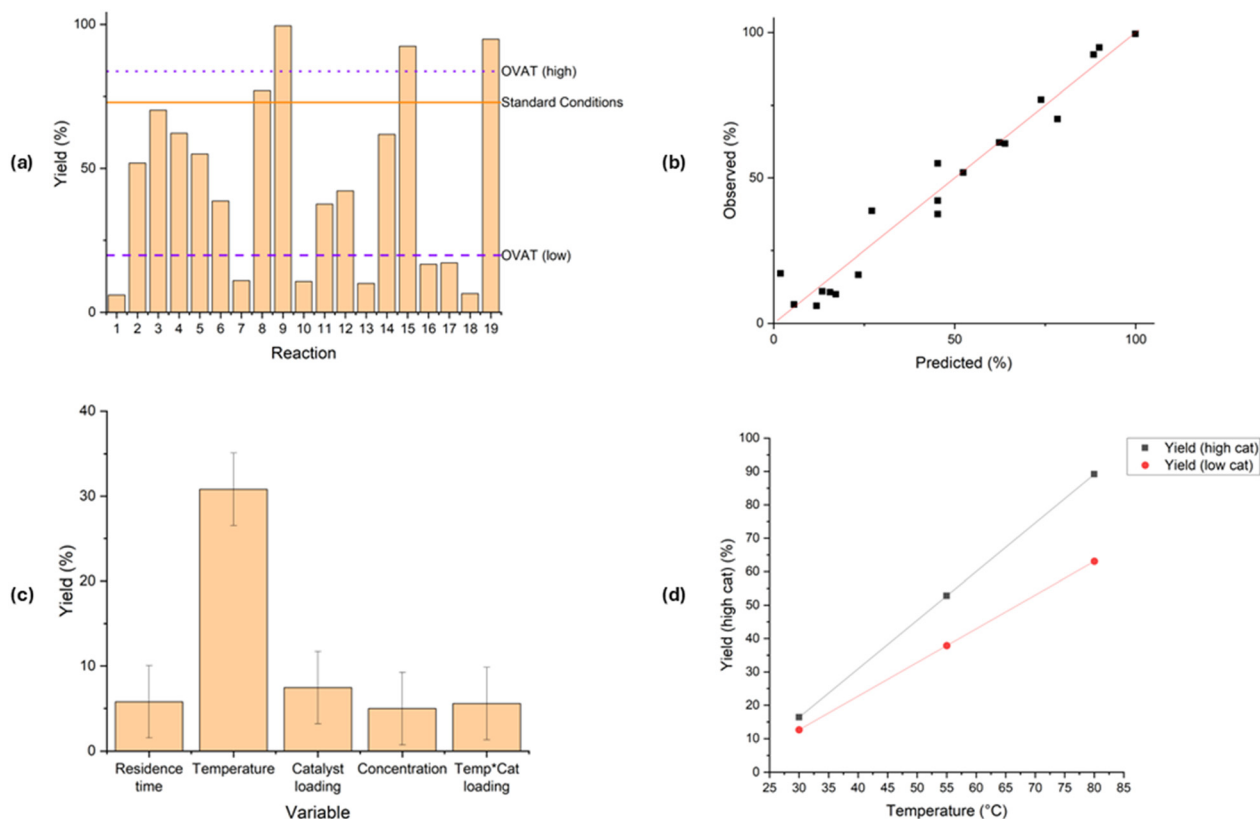 (a)
Yield (%)
100
50
0
OVAT (high)
Standard Conditions
OVAT (low)
1 2 3 4 5 6 7 8 9 10 11 12 13 14 15 16 17 18 19
Reaction
(b)
Observed (%)
100
50
0
0 50 100
Predicted (%)
(c)
Yield (%)
40
30
20
10
0
Residence time Temperature Catalyst loading Concentration Temp*Cat loading
Variable
(d)
Yield (high cat) (%)
100
90
80
70
60
50
40
30
20
10
0
25 30 35 40 45 50 55 60 65 70 75 80 85
Temperature (°C)
Yield (high cat)
Yield (low cat)